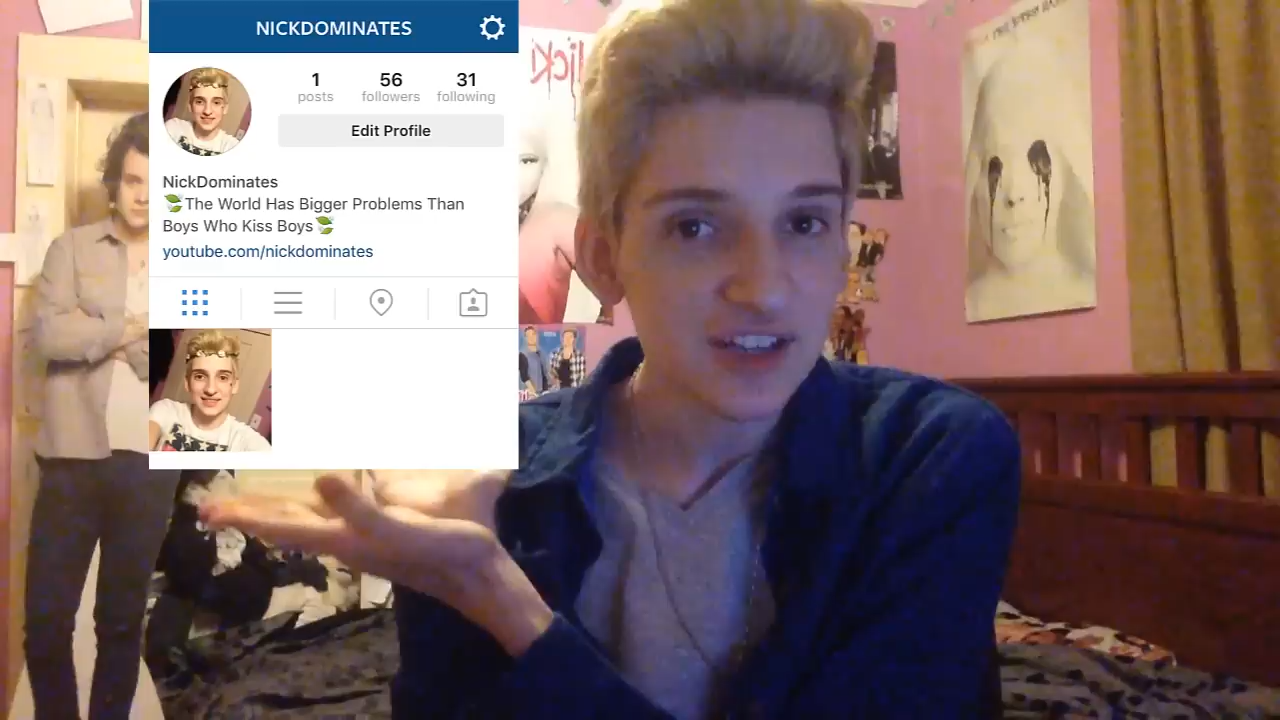 NICKDOMINATES
1
56
31
posts
followers
following
Edit Profile
NickDominates
🍃The World Has Bigger Problems Than
Boys Who Kiss Boys🍃
youtube.com/nickdominates